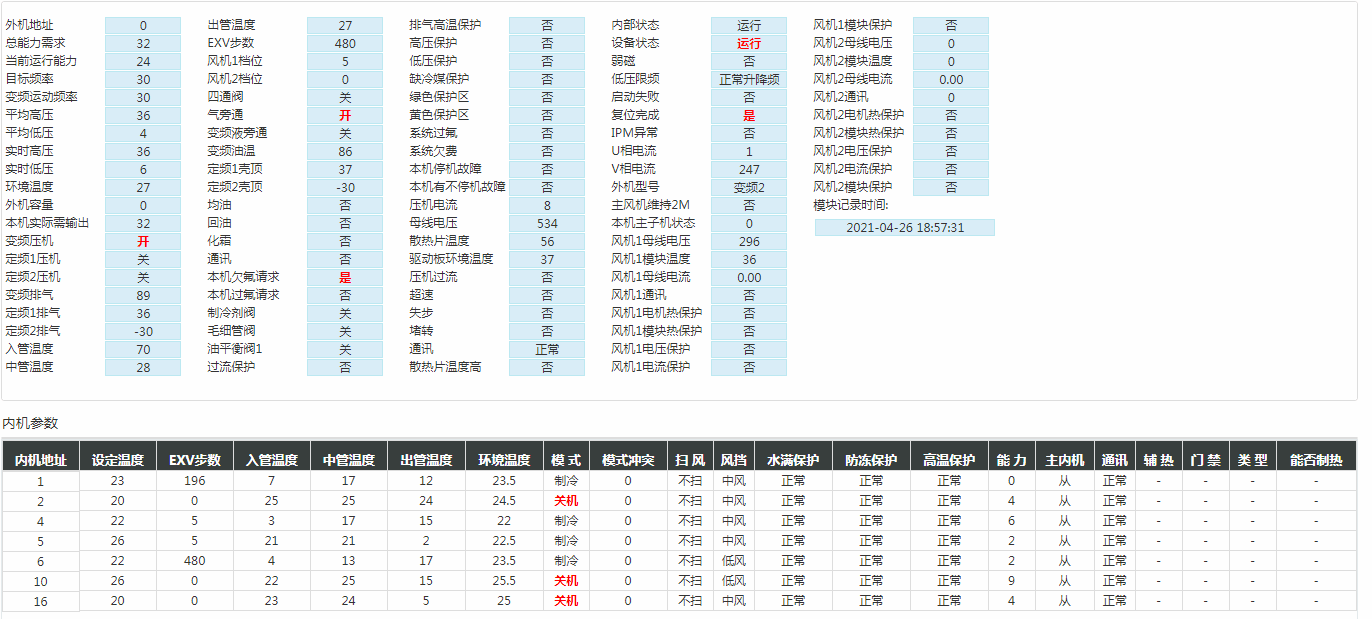 外机地址 0 出管温度 27 排气高温保护 否 内部状态 运行 风机1模块保护 否
总能力需求 32 EXV步数 480 高压保护 否 设备状态 运行 风机2母线电压 0
当前运行能力 24 风机1档位 5 低压保护 否 弱磁 否 风机2模块温度 0
目标频率 30 风机2档位 0 缺冷媒保护 否 低压限频 正常升降频 风机2母线电流 0.00
变频运动频率 30 四通阀 关 绿色保护区 否 启动失败 否 风机2通讯 0
平均高压 36 气旁通 开 黄色保护区 否 复位完成 是 风机2电机热保护 否
平均低压 4 变频液旁通 关 系统过氟 否 IPM异常 否 风机2模块热保护 否
实时高压 36 变频油温 86 系统欠费 否 U相电流 1 风机2电压保护 否
实时低压 6 定频1壳顶 37 本机停机故障 否 V相电流 247 风机2电流保护 否
环境温度 27 定频2壳顶 -30 本机有不停机故障 否 外机型号 变频2 风机2模块保护 否
外机容量 0 均油 否 压机电流 8 主风机维持2M 否 模块记录时间:
本机实际需输出 32 回油 否 母线电压 534 本机主子机状态 0 2021-04-26 18:57:31
变频压机 开 化霜 否 散热片温度 56 风机1母线电压 296
定频1压机 关 通讯 否 驱动板环境温度 37 风机1模块温度 36
定频2压机 关 本机欠氟请求 是 压机过流 否 风机1母线电流 0.00
变频排气 89 本机过氟请求 否 超速 否 风机1通讯 否
定频1排气 36 制冷剂阀 关 失步 否 风机1电机热保护 否
定频2排气 -30 毛细管阀 关 堵转 否 风机1模块热保护 否
入管温度 70 油平衡阀1 关 通讯 正常 风机1电压保护 否
中管温度 28 过流保护 否 散热片温度高 否 风机1电流保护 否
内机参数
内机地址 设定温度 EXV步数 入管温度 中管温度 出管温度 环境温度 模 式 模式冲突 扫 风 风挡 水满保护 防冻保护 高温保护 能 力 主内机 通讯 辅 热 门 禁 类 型 能否制热
1 23 196 7 17 12 23.5 制冷 0 不扫 中风 正常 正常 正常 0 从 正常 - - - -
2 20 0 25 25 24 24.5 关机 0 不扫 中风 正常 正常 正常 4 从 正常 - - - -
4 22 5 3 17 15 22 制冷 0 不扫 中风 正常 正常 正常 6 从 正常 - - - -
5 26 5 21 21 2 22.5 制冷 0 不扫 中风 正常 正常 正常 2 从 正常 - - - -
6 22 480 4 13 17 23.5 制冷 0 不扫 低风 正常 正常 正常 2 从 正常 - - - -
10 26 0 22 25 15 25.5 关机 0 不扫 低风 正常 正常 正常 9 从 正常 - - - -
16 20 0 23 24 5 25 关机 0 不扫 中风 正常 正常 正常 4 从 正常 - - - -